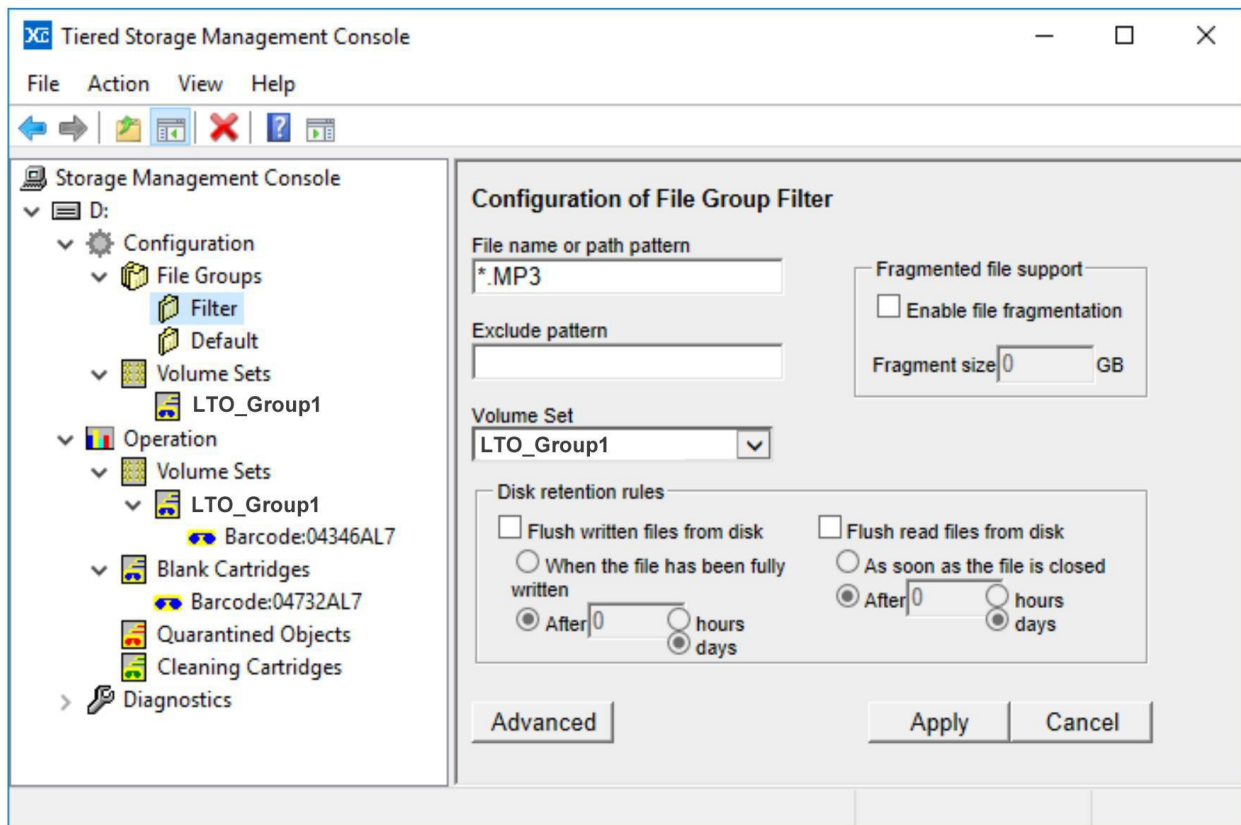 XC Tiered Storage Management Console
File Action View Help
Storage Management Console
D:
Configuration
File Groups
Filter
Default
Volume Sets
LTO_Group1
Operation
Volume Sets
LTO_Group1
Barcode:04346AL7
Blank Cartridges
Barcode:04732AL7
Quarantined Objects
Cleaning Cartridges
Diagnostics
Configuration of File Group Filter
File name or path pattern
*.MP3
Exclude pattern
Volume Set
LTO_Group1
Fragmented file support
Enable file fragmentation
Fragment size 0 GB
Disk retention rules
Flush written files from disk
When the file has been fully
written
After 0 hours
days
Flush read files from disk
As soon as the file is closed
After 0 hours
days
Advanced
Apply
Cancel